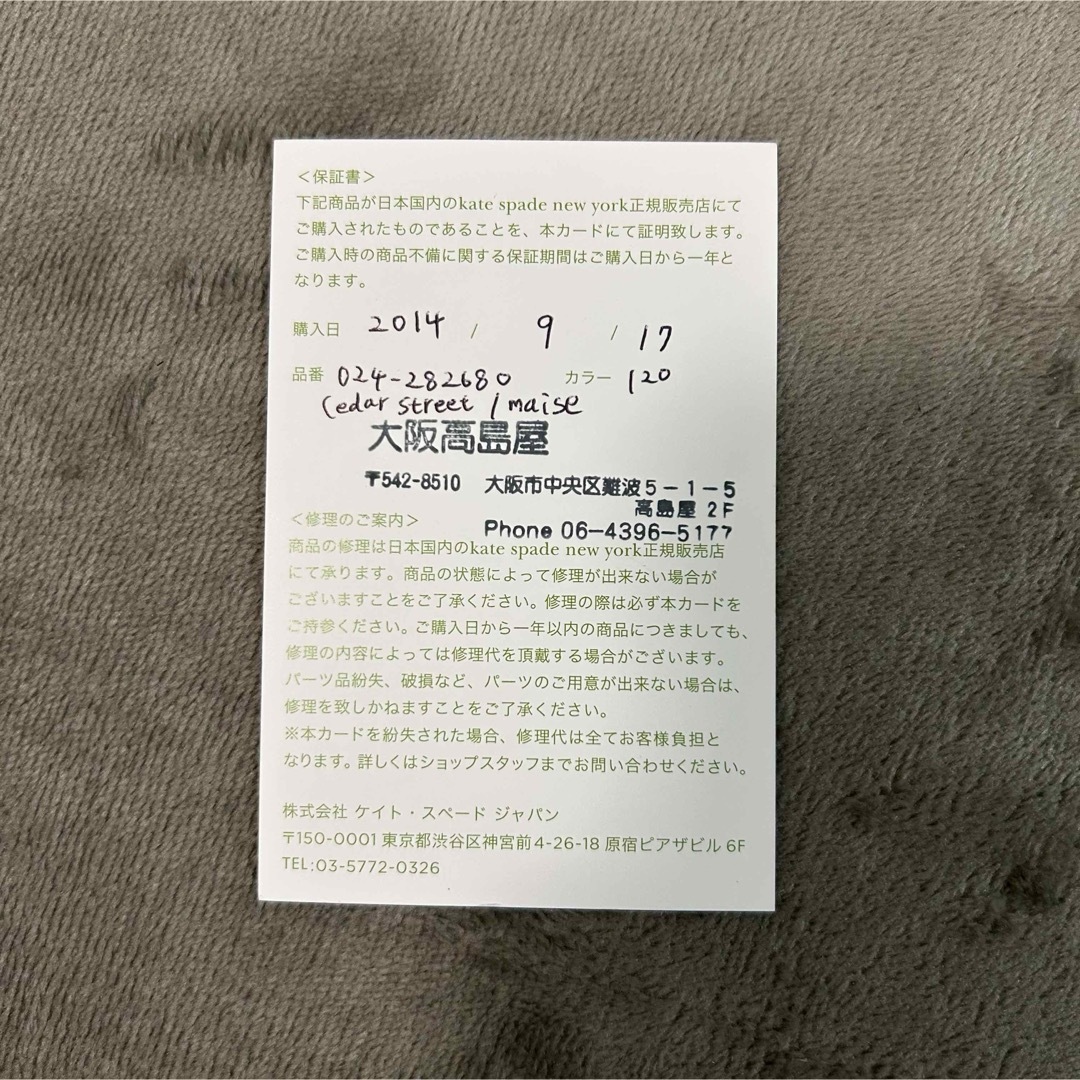 ＜保証書＞
下記商品が日本国内のkate spade new york正規販売店にて
ご購入されたものであることを、本カードにて証明致します。
ご購入時の商品不備に関する保証期間はご購入日から一年と
なります。
購入日 2014 / 9 / 17
品番 024-282680 カラー 120
Cedar street / maise
大阪高島屋
〒542-8510 大阪市中央区難波5-1-5
高島屋 2F
＜修理のご案内＞ Phone 06-4396-5177
商品の修理は日本国内のkate spade new york正規販売店
にて承ります。商品の状態によって修理が出来ない場合が
ございますことをご了承ください。修理の際は必ず本カードを
ご持参ください。ご購入日から一年以内の商品につきましても、
修理の内容によっては修理代を頂戴する場合がございます。
パーツ品紛失、破損など、パーツのご用意が出来ない場合は、
修理を致しかねますことをご了承ください。
※本カードを紛失された場合、修理代は全てお客様負担と
なります。詳しくはショップスタッフまでお問い合わせください。
株式会社 ケイト・スペード ジャパン
〒150-0001 東京都渋谷区神宮前4-26-18 原宿ピアザビル 6F
TEL:03-5772-0326